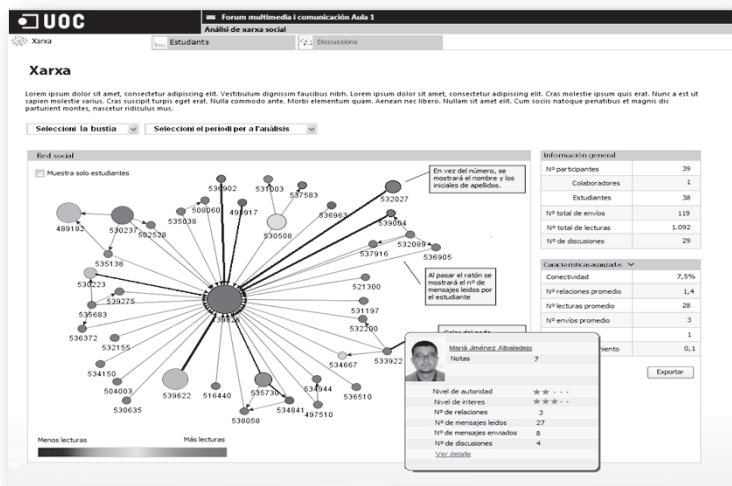 UOC
Forum multimedia i comunicación Aula 1
Análisi de xarxa social
Xarxa
Estudiants
Discussions
Xarxa
Lorem ipsum dolor sit amet, consectetur adipiscing elit. Vestibulum dignissim faucibus nibh. Lorem ipsum dolor sit amet, consectetur adipiscing elit. Cras molestie ipsum quis erat. Nunc a est ut
sapien molestie varius. Cras suscipit turpis eget erat. Nulla commodo ante. Morbi elementum quam. Aenean nec libero. Nullam sit amet elit. Cum sociis natoque penatibus et magnis dis
parturient montes, nascetur ridiculus mus.
Seleccioni la bustia
Seleccioni el períodi per a l'anàlisis
Red social
Muestra solo estudiantes
536902
531003
537583
532027
En vez del número, se
mostrará el nombre y los
iniciales de apellidos.
508060
493917
536963
539004
489182
530237
502528
535038
530508
532089
537916
536905
535138
530223
Al pasar el ratón se
mostrará el nº de
mensajes leidos por
el estudiante
521300
539275
535683
531197
532200
536372
532155
534667
533922
534150
504003
530635
539622
516440
535730
534944
536510
538058
534841
497510
Menos lecturas
Más lecturas
Información general
Nº participantes 39
Colaboradores 1
Estudiantes 38
Nº total de envíos 119
Nº total de lecturas 1.092
Nº de discusiones 29
Características avanzadas
Conectividad 7,5%
Nº relaciones promedio 1,4
Nº lecturas promedio 28
Nº envíos promedio 3
1
0,1
Exportar
Mariá Jiménez Albaladejo
Notas 7
Nivel de autoridad
Nivel de interes
Nº de relaciones 3
Nº de mensajes leidos 27
Nº de mensajes enviados 8
Nº de discusiones 4
Ver detalle